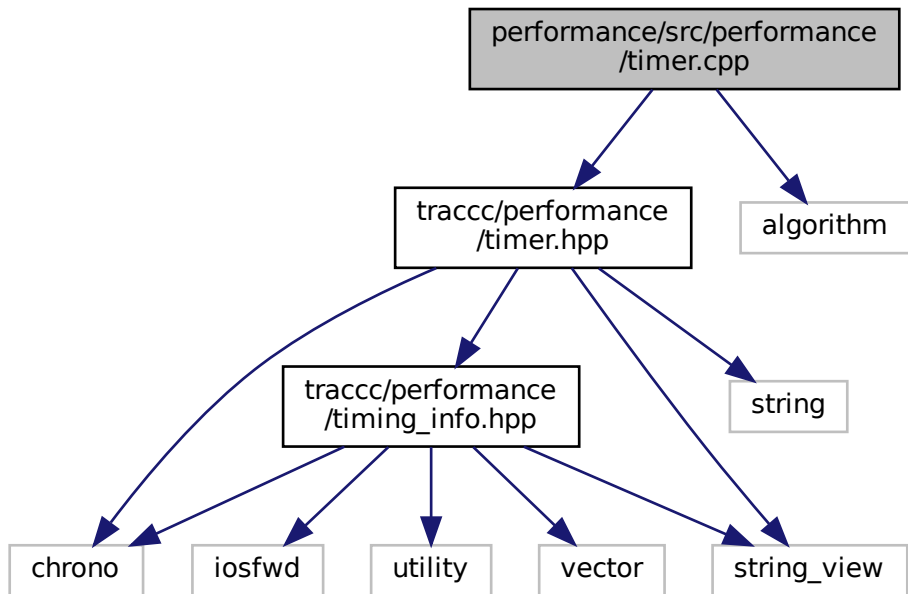 performance/src/performance
/timer.cpp
traccc/performance
/timer.hpp
algorithm
traccc/performance
/timing_info.hpp
string
chrono
iosfwd
utility
vector
string_view